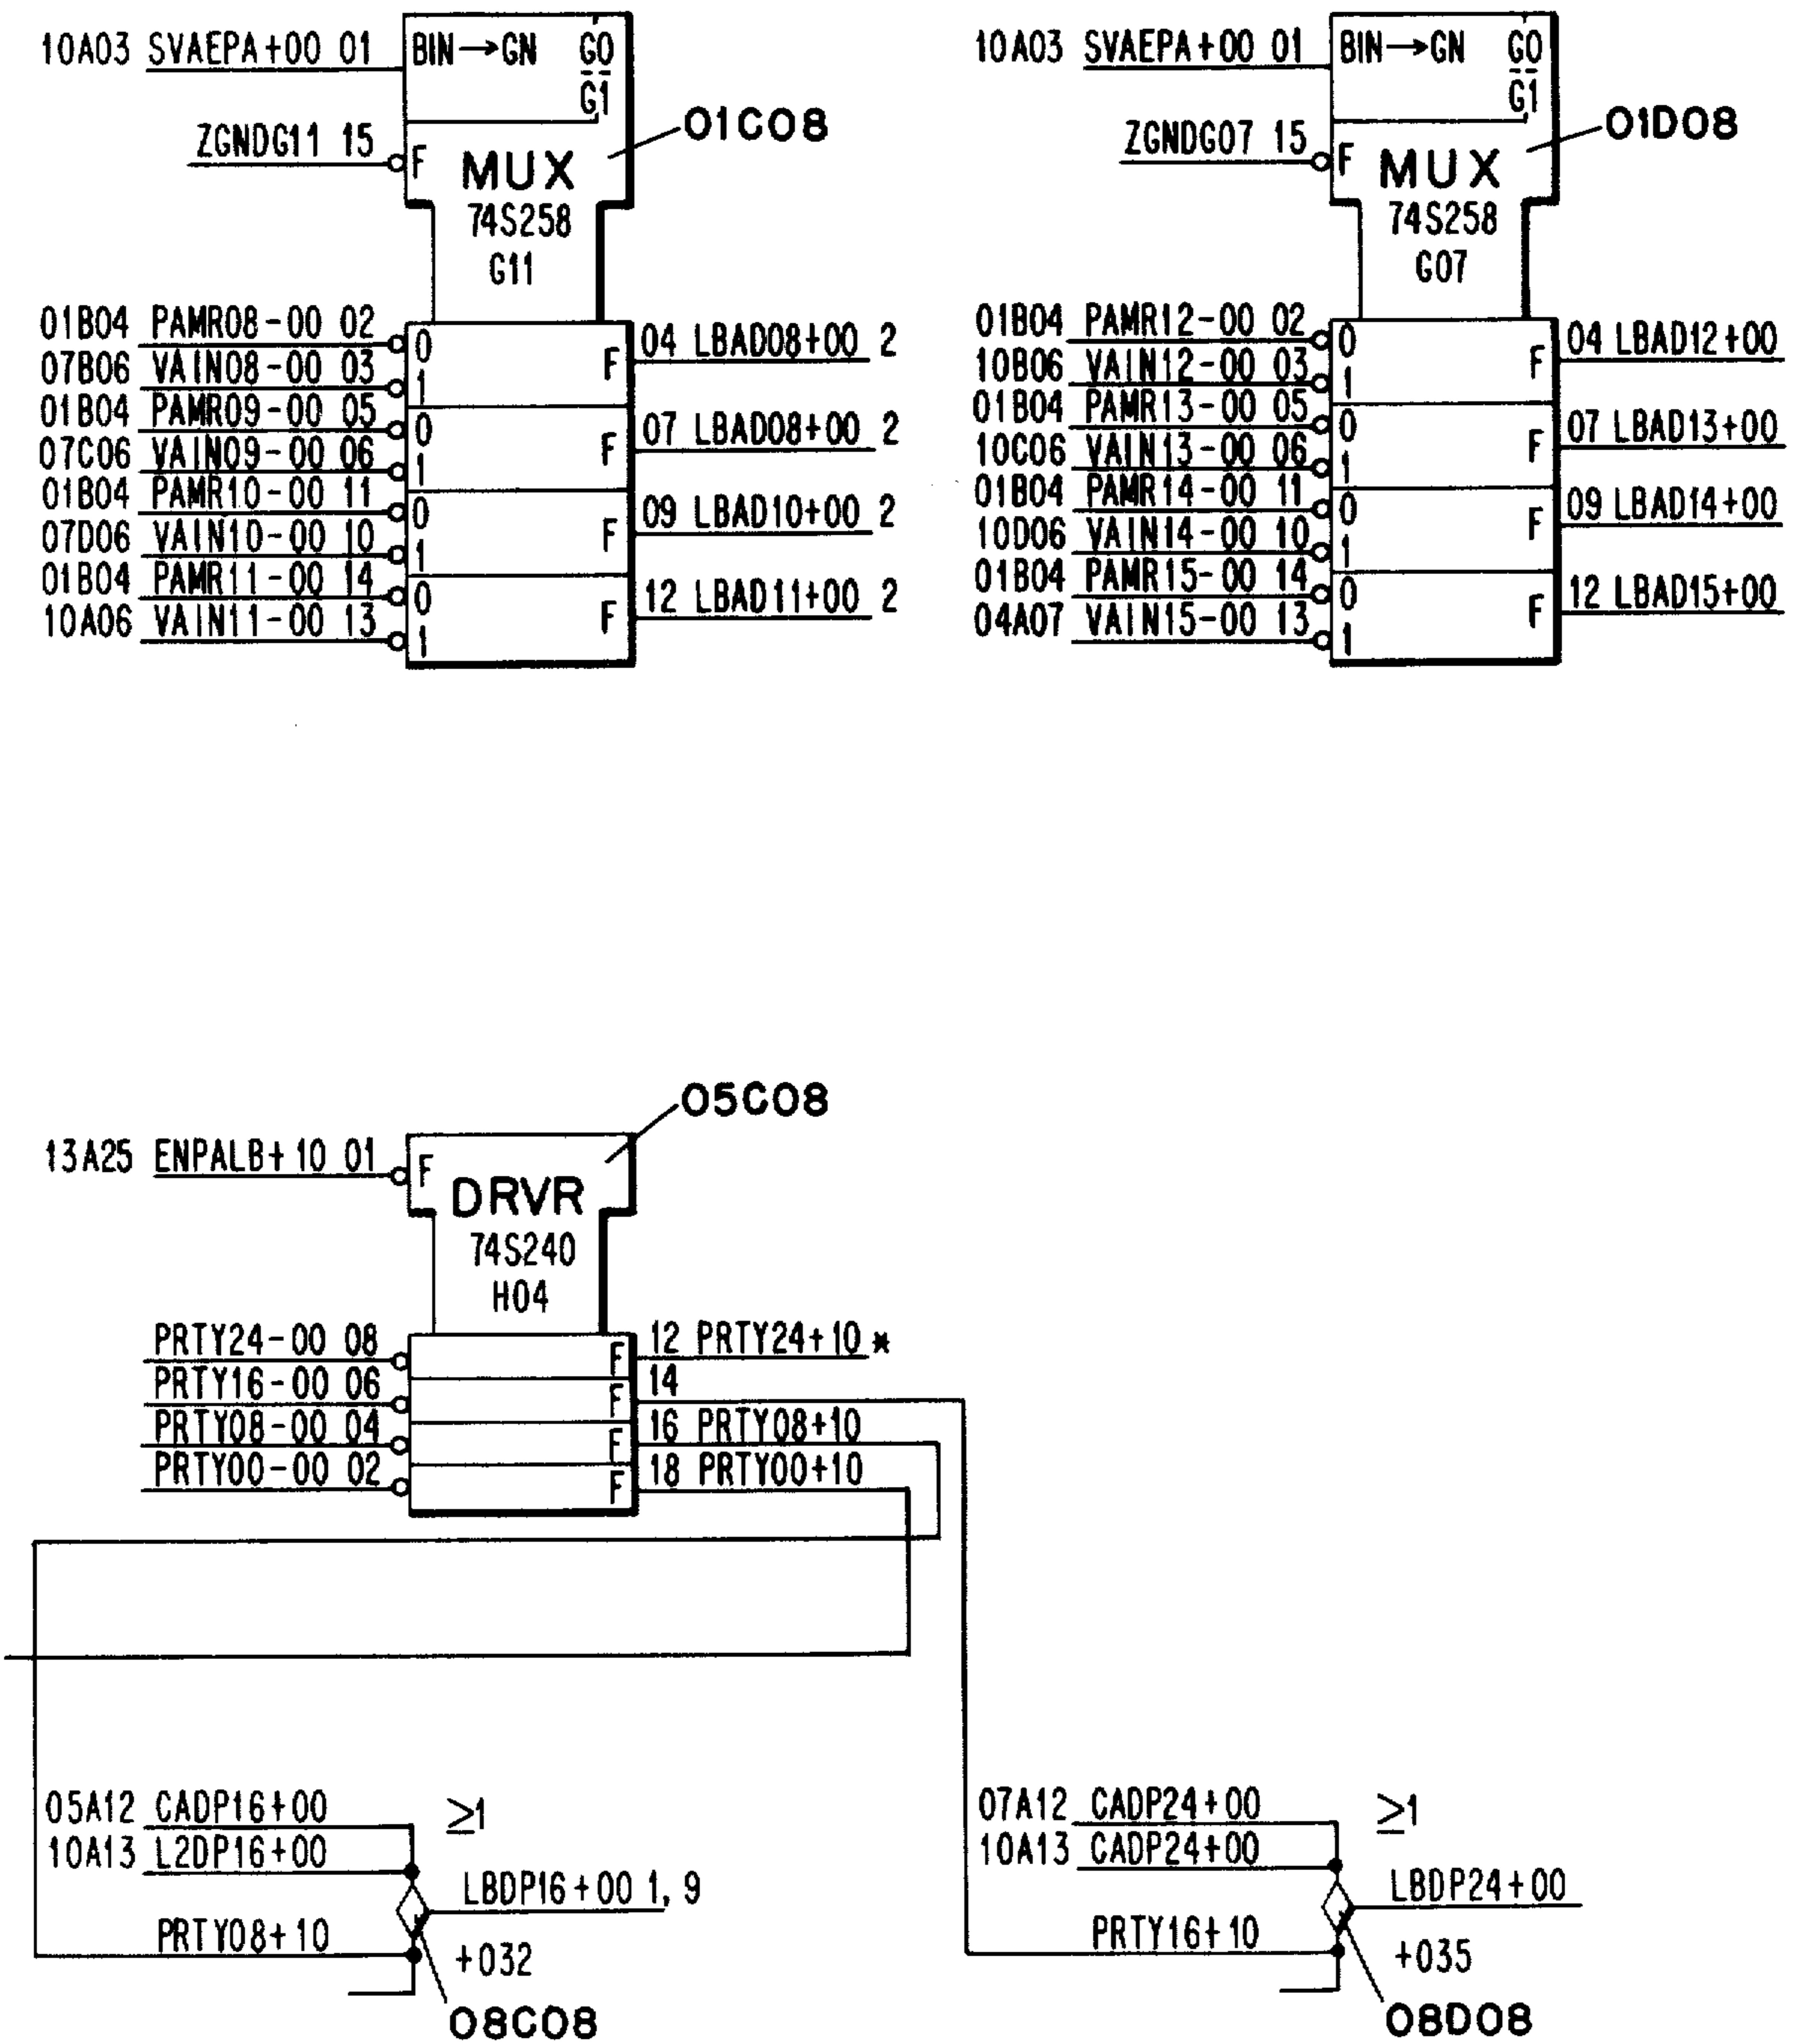 10A03 SVAEPA+00 01
BIN→GN G0
G1
01C08
ZGNDG11 15
F
MUX
74S258
G11
01B04 PAMR08-00 02
0
07B06 VAIN08-00 03
1
F
04 LBAD08+00 2
01B04 PAMR09-00 05
0
07C06 VAIN09-00 06
1
F
07 LBAD08+00 2
01B04 PAMR10-00 11
0
07D06 VAIN10-00 10
1
F
09 LBAD10+00 2
01B04 PAMR11-00 14
0
10A06 VAIN11-00 13
1
F
12 LBAD11+00 2
10A03 SVAEPA+00 01
BIN→GN G0
G1
01D08
ZGNDG07 15
F
MUX
74S258
G07
01B04 PAMR12-00 02
0
10B06 VAIN12-00 03
1
F
04 LBAD12+00
01B04 PAMR13-00 05
0
10C06 VAIN13-00 06
1
F
07 LBAD13+00
01B04 PAMR14-00 11
0
10D06 VAIN14-00 10
1
F
09 LBAD14+00
01B04 PAMR15-00 14
0
04A07 VAIN15-00 13
1
F
12 LBAD15+00
05C08
13A25 ENPALB+10 01
F
DRVR
74S240
H04
PRTY24-00 08
F
12 PRTY24+10 *
PRTY16-00 06
F
14
PRTY08-00 04
F
16 PRTY08+10
PRTY00-00 02
F
18 PRTY00+10
05A12 CADP16+00
≥1
10A13 L2DP16+00
LBDP16+00 1, 9
PRTY08+10
+032
08C08
07A12 CADP24+00
≥1
10A13 CADP24+00
LBDP24+00
PRTY16+10
+035
08D08